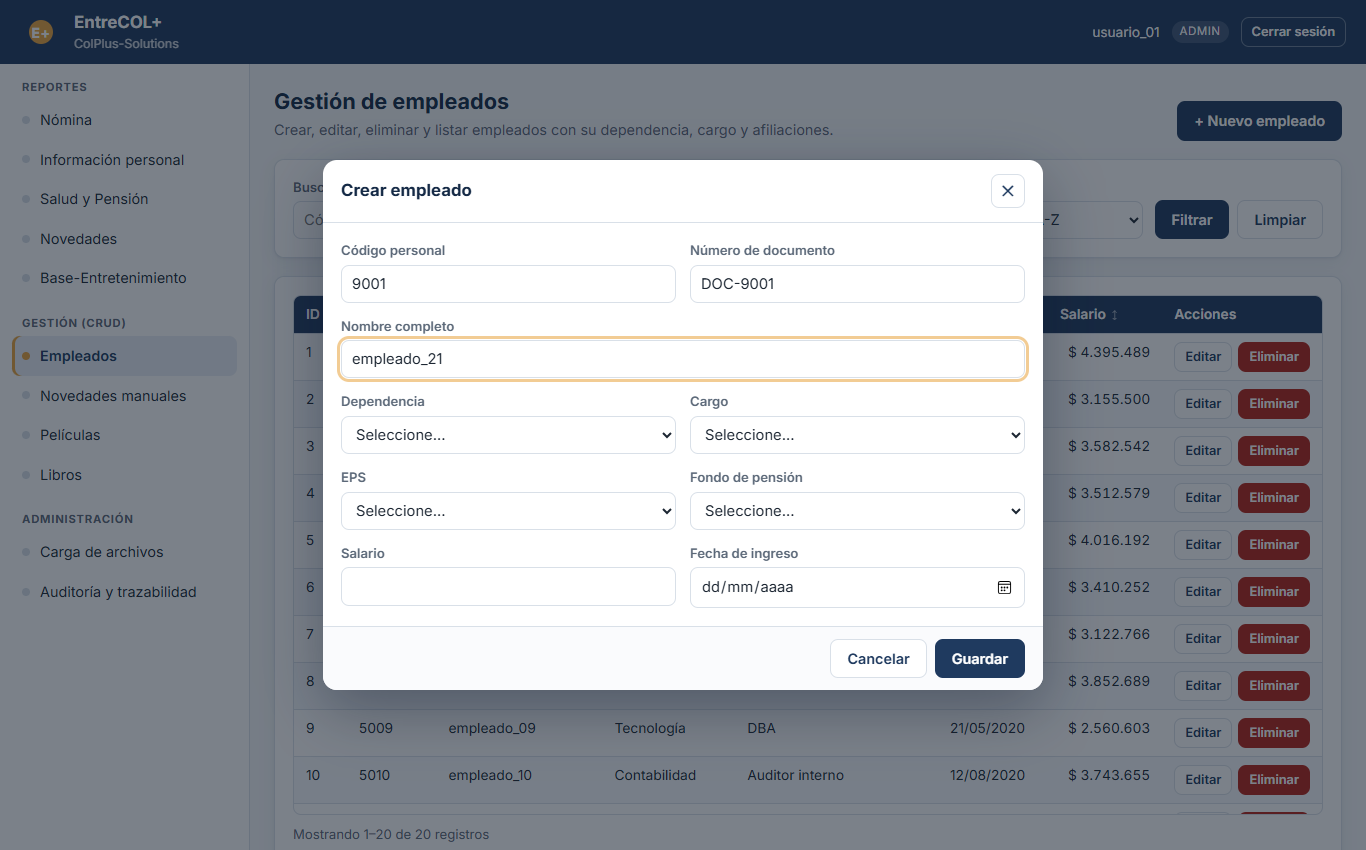 E+
EntreCOL+
ColPlus-Solutions
usuario_01 ADMIN Cerrar sesión
REPORTES
Nómina
Información personal
Salud y Pensión
Novedades
Base-Entretenimiento
GESTIÓN (CRUD)
Empleados
Novedades manuales
Películas
Libros
ADMINISTRACIÓN
Carga de archivos
Auditoría y trazabilidad
Gestión de empleados
Crear, editar, eliminar y listar empleados con su dependencia, cargo y afiliaciones.
+ Nuevo empleado
Filtrar Limpiar
Crear empleado
Código personal Número de documento
9001 DOC-9001
Nombre completo
empleado_21
Dependencia Cargo
Seleccione... Seleccione...
EPS Fondo de pensión
Seleccione... Seleccione...
Salario Fecha de ingreso
dd/mm/aaaa
Cancelar Guardar
ID Salario ↕ Acciones
1 $ 4.395.489 Editar Eliminar
2 $ 3.155.500 Editar Eliminar
3 $ 3.582.542 Editar Eliminar
4 $ 3.512.579 Editar Eliminar
5 $ 4.016.192 Editar Eliminar
6 $ 3.410.252 Editar Eliminar
7 $ 3.122.766 Editar Eliminar
8 $ 3.852.689 Editar Eliminar
9 5009 empleado_09 Tecnología DBA 21/05/2020 $ 2.560.603 Editar Eliminar
10 5010 empleado_10 Contabilidad Auditor interno 12/08/2020 $ 3.743.655 Editar Eliminar
Mostrando 1–20 de 20 registros